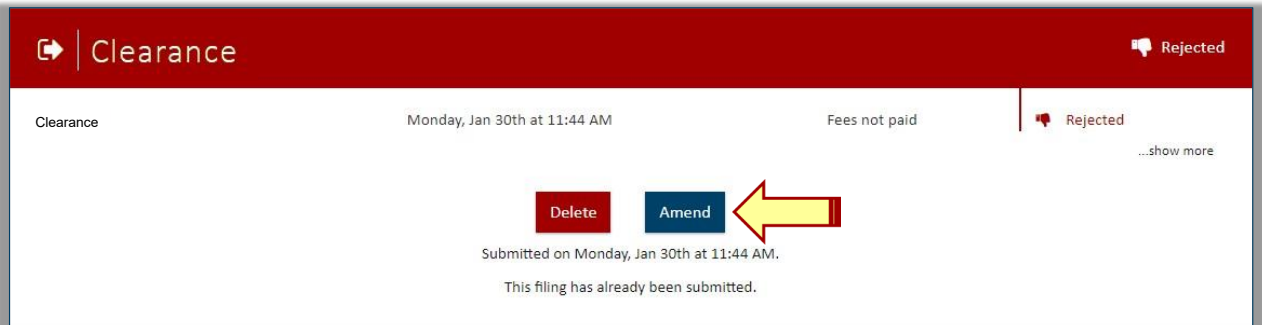 Clearance
Rejected
Clearance Monday, Jan 30th at 11:44 AM Fees not paid Rejected
...show more
Delete Amend
Submitted on Monday, Jan 30th at 11:44 AM.
This filing has already been submitted.